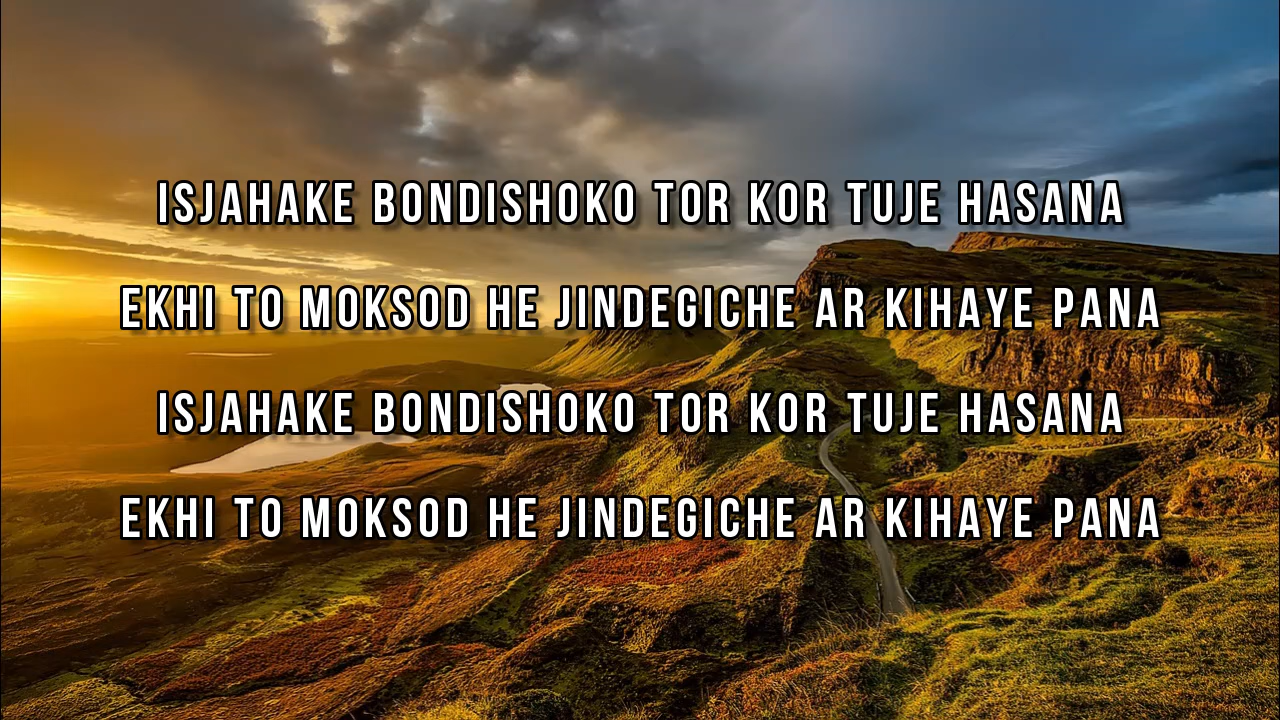 ISJAHAKE BONDISHOKO TOR KOR TUJE HASANA
EKHI TO MOKSOD HE JINDEGICHE AR KIHAYE PANA
ISJAHAKE BONDISHOKO TOR KOR TUJE HASANA
EKHI TO MOKSOD HE JINDEGICHE AR KIHAYE PANA